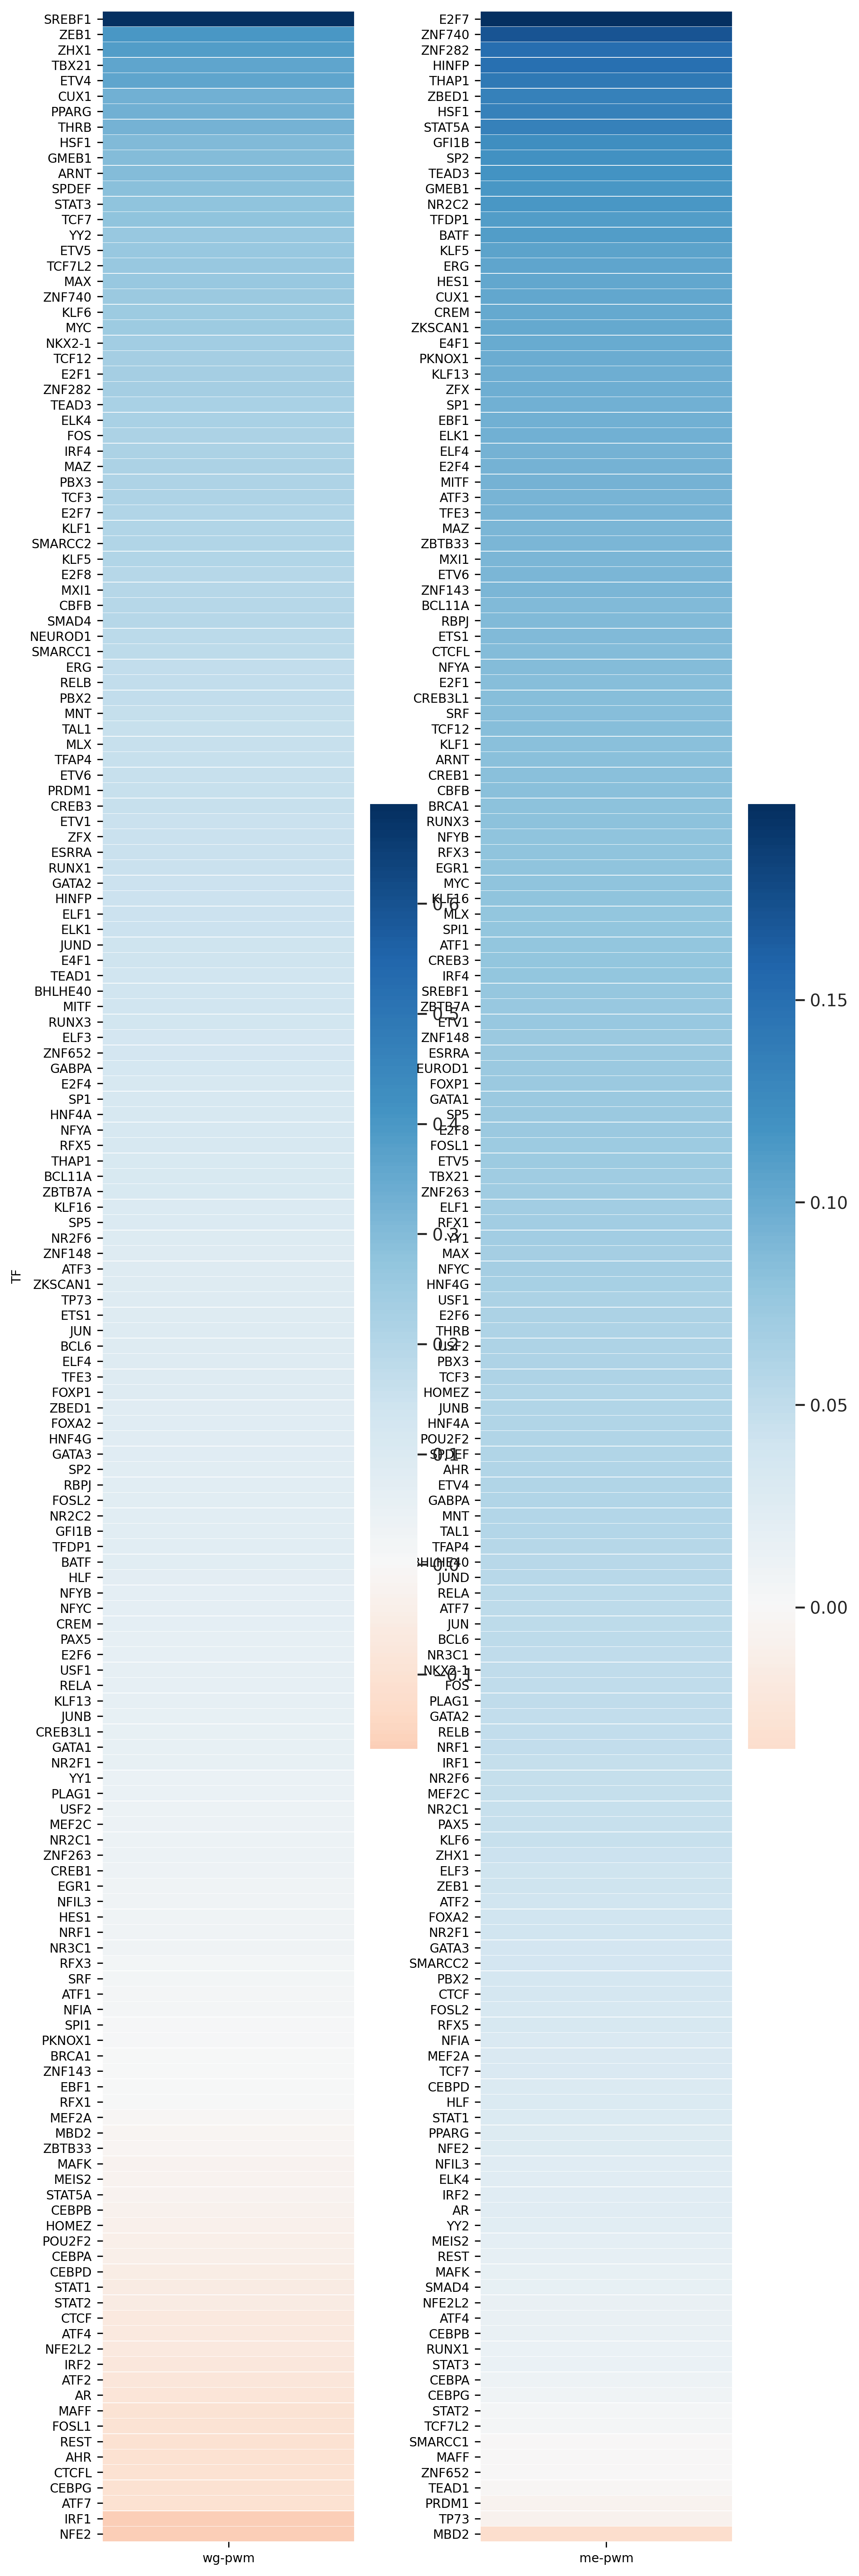 SREBF1
ZEB1
ZHX1
TBX21
ETV4
CUX1
PPARG
THRB
HSF1
GMEB1
ARNT
SPDEF
STAT3
TCF7
YY2
ETV5
TCF7L2
MAX
ZNF740
KLF6
MYC
NKX2-1
TCF12
E2F1
ZNF282
TEAD3
ELK4
FOS
IRF4
MAZ
PBX3
TCF3
E2F7
KLF1
SMARCC2
KLF5
E2F8
MXI1
CBFB
SMAD4
NEUROD1
SMARCC1
ERG
RELB
PBX2
MNT
TAL1
MLX
TFAP4
ETV6
PRDM1
CREB3
ETV1
ZFX
ESRRA
RUNX1
GATA2
HINFP
ELF1
ELK1
JUND
E4F1
TEAD1
BHLHE40
MITF
RUNX3
ELF3
ZNF652
GABPA
E2F4
SP1
HNF4A
NFYA
RFX5
THAP1
BCL11A
ZBTB7A
KLF16
SP5
NR2F6
ZNF148
ATF3
ZKSCAN1
TP73
ETS1
JUN
BCL6
ELF4
TFE3
FOXP1
ZBED1
FOXA2
HNF4G
GATA3
SP2
RBPJ
FOSL2
NR2C2
GFI1B
TFDP1
BATF
HLF
NFYB
NFYC
CREM
PAX5
E2F6
USF1
RELA
KLF13
JUNB
CREB3L1
GATA1
NR2F1
YY1
PLAG1
USF2
MEF2C
NR2C1
ZNF263
CREB1
EGR1
NFIL3
HES1
NRF1
NR3C1
RFX3
SRF
ATF1
NFIA
SPI1
PKNOX1
BRCA1
ZNF143
EBF1
RFX1
MEF2A
MBD2
ZBTB33
MAFK
MEIS2
STAT5A
CEBPB
HOMEZ
POU2F2
CEBPA
CEBPD
STAT1
STAT2
CTCF
ATF4
NFE2L2
IRF2
ATF2
AR
MAFF
FOSL1
REST
AHR
CTCFL
CEBPG
ATF7
IRF1
NFE2
TF
wg-pwm
0.6
0.5
0.4
0.3
0.2
0.1
0.0
−0.1
E2F7
ZNF740
ZNF282
HINFP
THAP1
ZBED1
HSF1
STAT5A
GFI1B
SP2
TEAD3
GMEB1
NR2C2
TFDP1
BATF
KLF5
ERG
HES1
CUX1
CREM
ZKSCAN1
E4F1
PKNOX1
KLF13
ZFX
SP1
EBF1
ELK1
ELF4
E2F4
MITF
ATF3
TFE3
MAZ
ZBTB33
MXI1
ETV6
ZNF143
BCL11A
RBPJ
ETS1
CTCFL
NFYA
E2F1
CREB3L1
SRF
TCF12
KLF1
ARNT
CREB1
CBFB
BRCA1
RUNX3
NFYB
RFX3
EGR1
MYC
KLF16
MLX
SPI1
ATF1
CREB3
IRF4
SREBF1
ZBTB7A
ETV1
ZNF148
ESRRA
EUROD1
FOXP1
GATA1
SP5
E2F8
FOSL1
ETV5
TBX21
ZNF263
ELF1
RFX1
YY1
MAX
NFYC
HNF4G
USF1
E2F6
THRB
USF2
PBX3
TCF3
HOMEZ
JUNB
HNF4A
POU2F2
SPDEF
AHR
ETV4
GABPA
MNT
TAL1
TFAP4
BHLHE40
JUND
RELA
ATF7
JUN
BCL6
NR3C1
NKX2-1
FOS
PLAG1
GATA2
RELB
NRF1
IRF1
NR2F6
MEF2C
NR2C1
PAX5
KLF6
ZHX1
ELF3
ZEB1
ATF2
FOXA2
NR2F1
GATA3
SMARCC2
PBX2
CTCF
FOSL2
RFX5
NFIA
MEF2A
TCF7
CEBPD
HLF
STAT1
PPARG
NFE2
NFIL3
ELK4
IRF2
AR
YY2
MEIS2
REST
MAFK
SMAD4
NFE2L2
ATF4
CEBPB
RUNX1
STAT3
CEBPA
CEBPG
STAT2
TCF7L2
SMARCC1
MAFF
ZNF652
TEAD1
PRDM1
TP73
MBD2
me-pwm
0.15
0.10
0.05
0.00